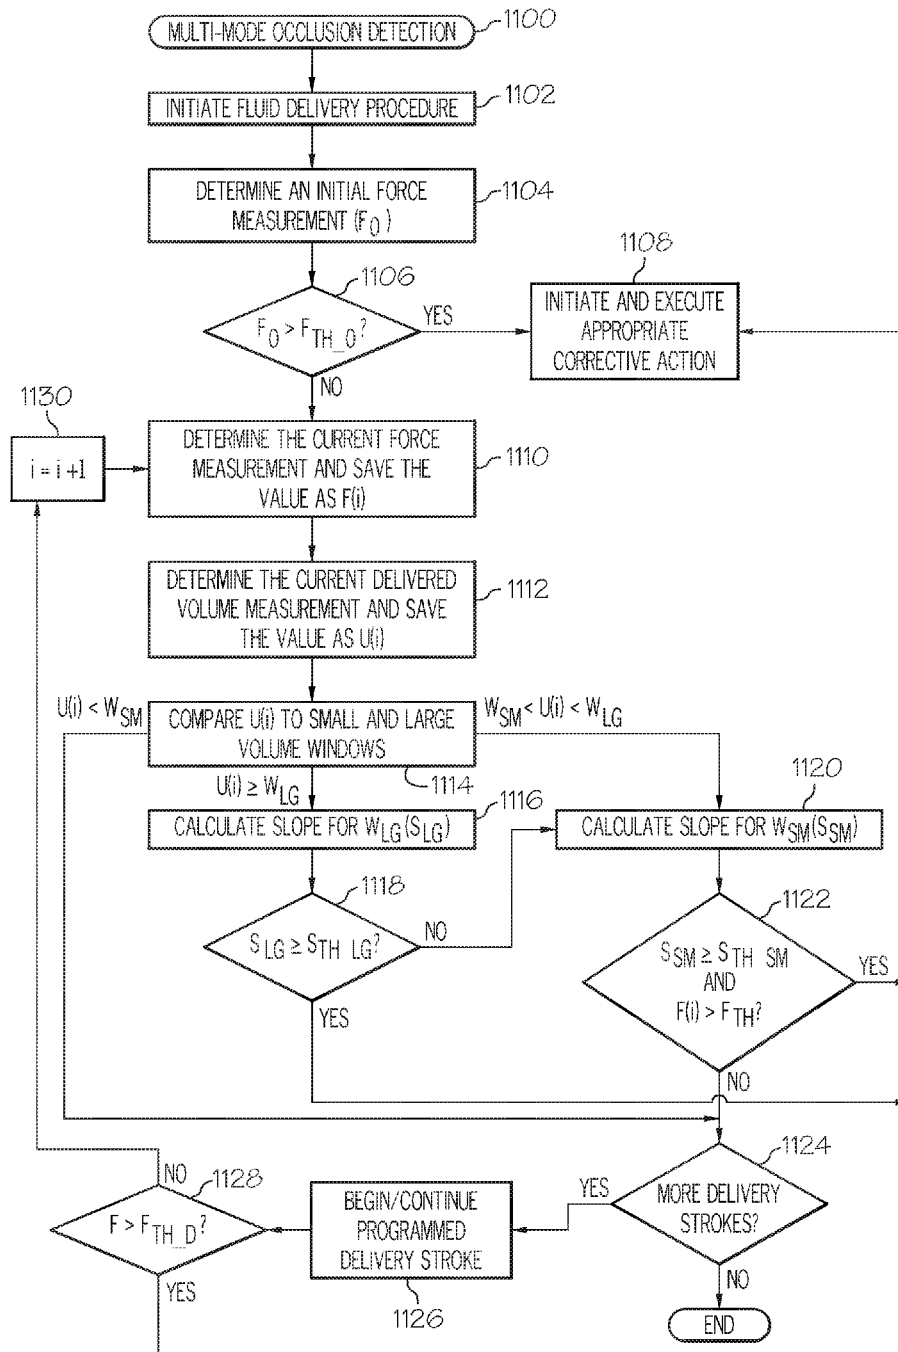 MULTI-MODE OCCLUSION DETECTION
1100
INITIATE FLUID DELIVERY PROCEDURE
1102
DETERMINE AN INITIAL FORCE
MEASUREMENT (F0)
1104
1106
F0 > FTH_0?
YES
NO
1108
INITIATE AND EXECUTE
APPROPRIATE
CORRECTIVE ACTION
1130
i = i +1
DETERMINE THE CURRENT FORCE
MEASUREMENT AND SAVE THE
VALUE AS F(i)
1110
DETERMINE THE CURRENT DELIVERED
VOLUME MEASUREMENT AND SAVE
THE VALUE AS U(i)
1112
U(i) < WSM
COMPARE U(i) TO SMALL AND LARGE
VOLUME WINDOWS
WSM < U(i) < WLG
1114
U(i) ≥ WLG
1116
CALCULATE SLOPE FOR WLG(SLG)
1120
CALCULATE SLOPE FOR WSM(SSM)
1118
SLG ≥ STH_LG?
NO
YES
1122
SSM ≥ STH_SM
AND
F(i) > FTH?
YES
NO
1124
MORE DELIVERY
STROKES?
YES
NO
BEGIN/CONTINUE
PROGRAMMED
DELIVERY STROKE
1126
NO
1128
F > FTH_D?
YES
END